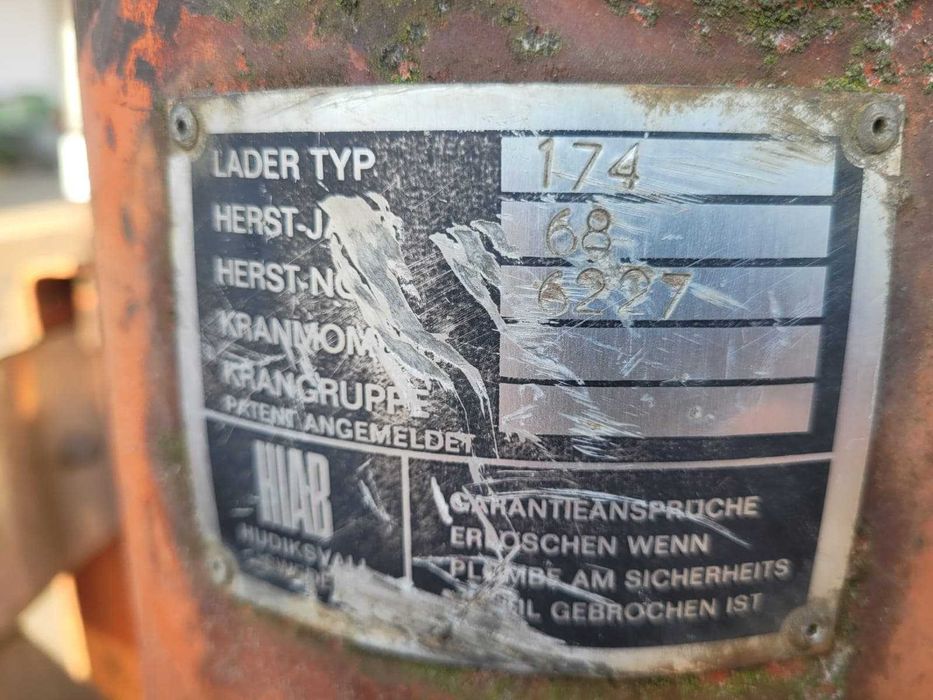 LADER TYP 174
HERST-J 68
HERST-NO 6227
KRANMOM
KRANGRUPPE
PATENT ANGEMELDET
HIAB
HUDIKSVALL
GARANTIEANSPRÜCHE
ERLOSCHEN WENN
PLOMBE AM SICHERHEITS
GEBROCHEN IST